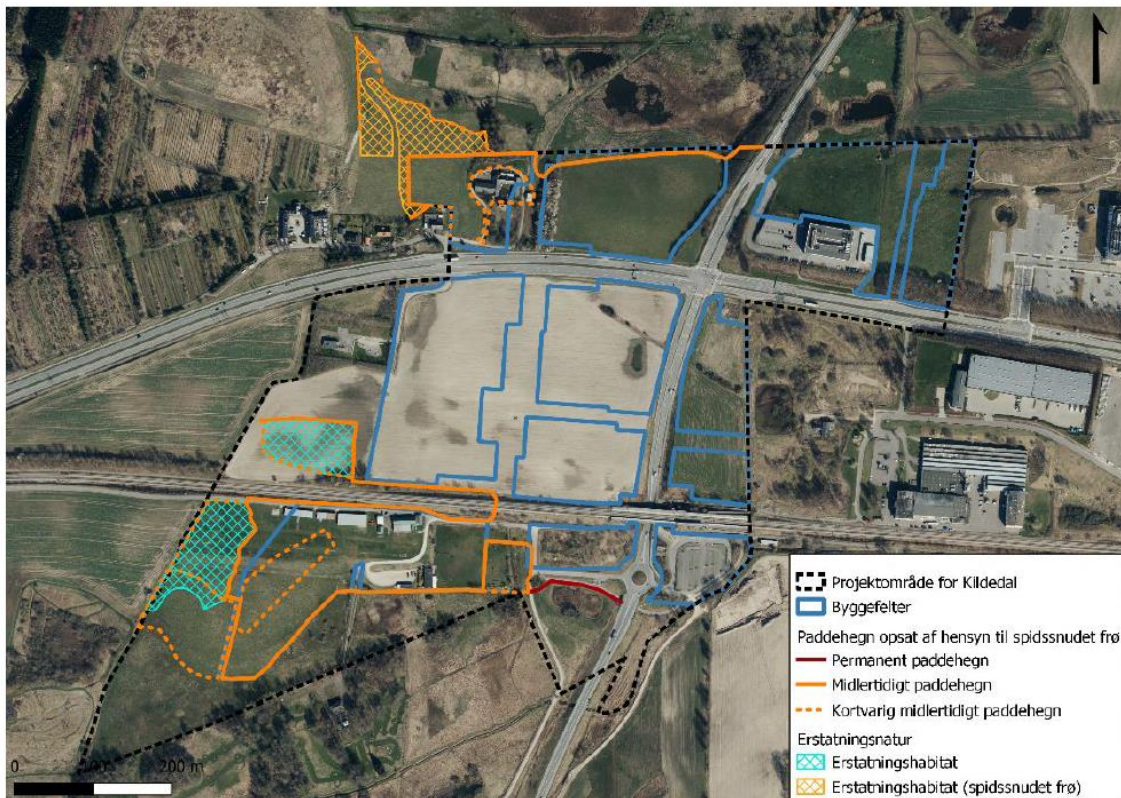 Projektområde for Kildedal
Byggefelter
Paddehegn opsat af hensyn til spidssnudet frø
Permanent paddehegn
Midlertidigt paddehegn
Kortvarig midlertidigt paddehegn
Erstatningsnatur
Erstatningshabitat
Erstatningshabitat (spidssnudet frø)
0 100 200 m